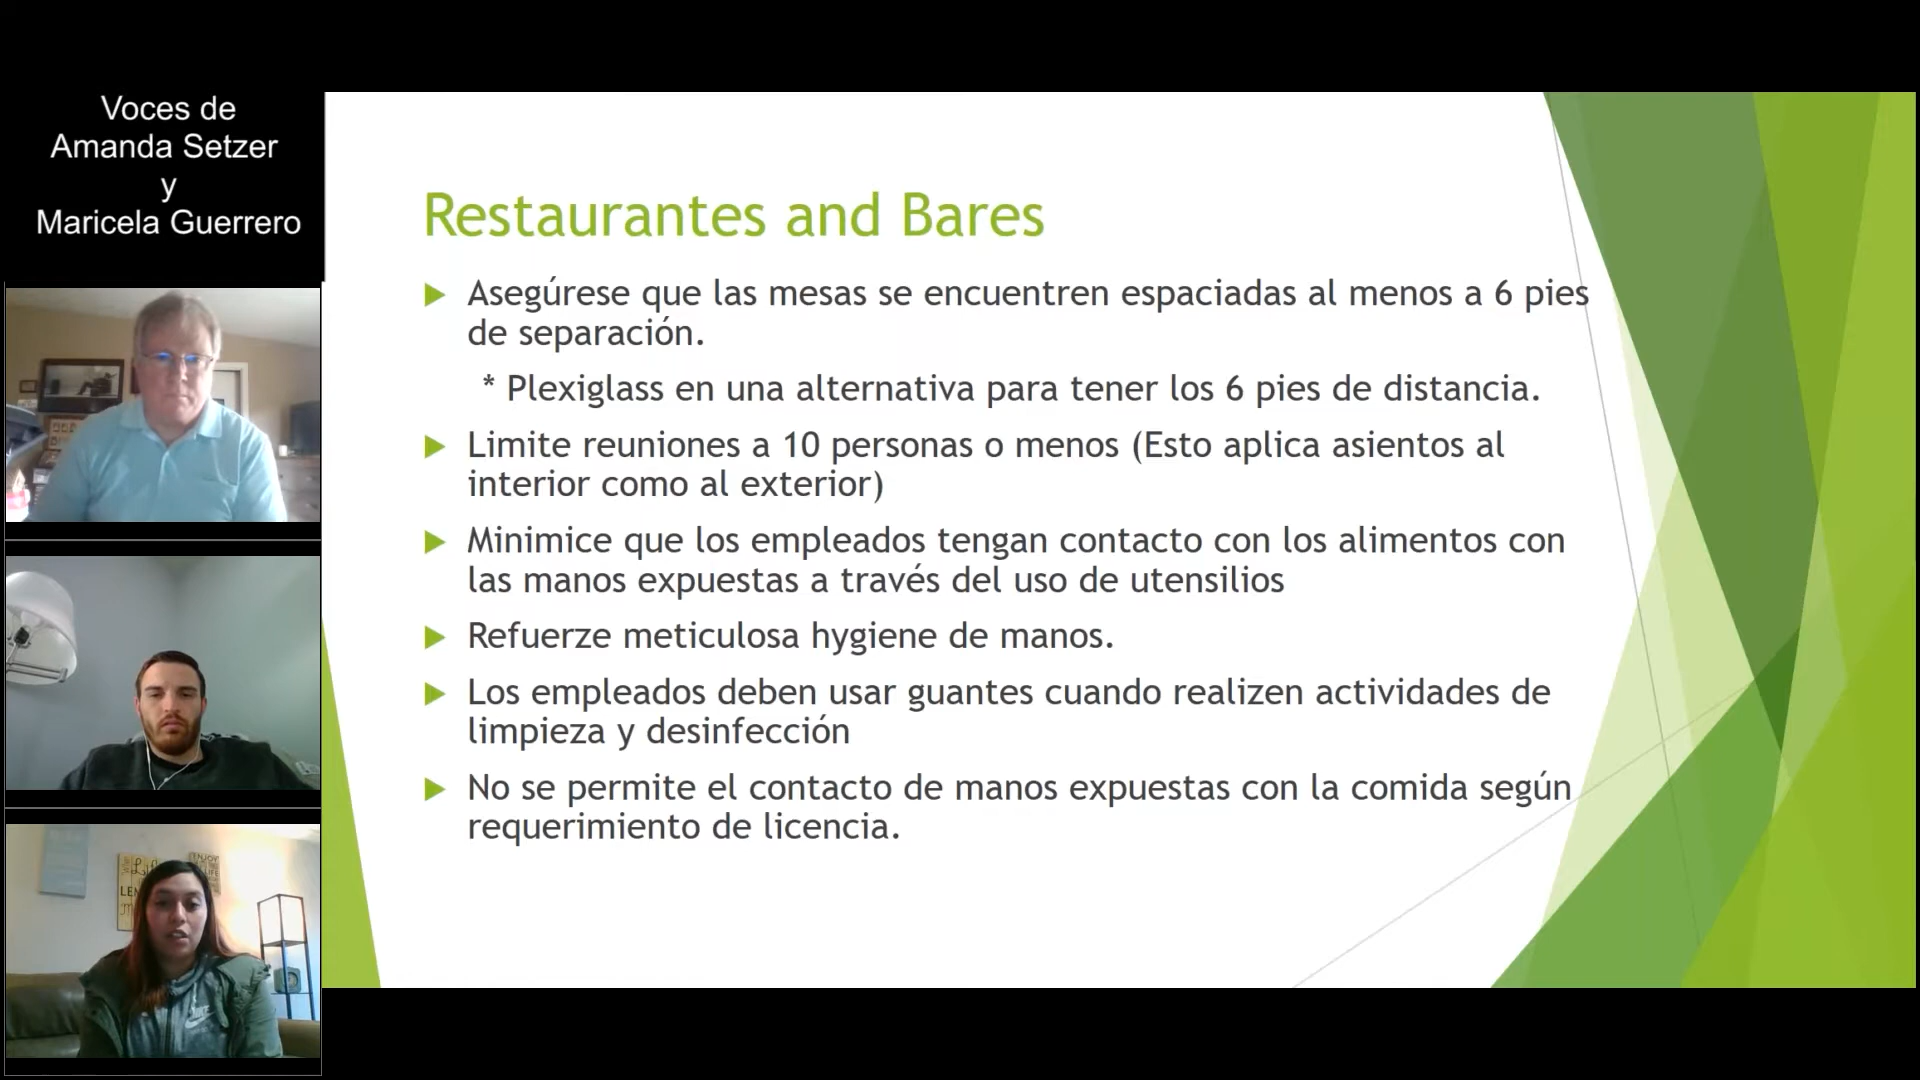 Voces de
Amanda Setzer
y
Maricela Guerrero
Restaurantes and Bares
Asegúrese que las mesas se encuentren espaciadas al menos a 6 pies
de separación.
* Plexiglass en una alternativa para tener los 6 pies de distancia.
Limite reuniones a 10 personas o menos (Esto aplica asientos al
interior como al exterior)
Minimice que los empleados tengan contacto con los alimentos con
las manos expuestas a través del uso de utensilios
Refuerze meticulosa hygiene de manos.
Los empleados deben usar guantes cuando realizen actividades de
limpieza y desinfección
No se permite el contacto de manos expuestas con la comida según
requerimiento de licencia.
ENJOY
LIFE